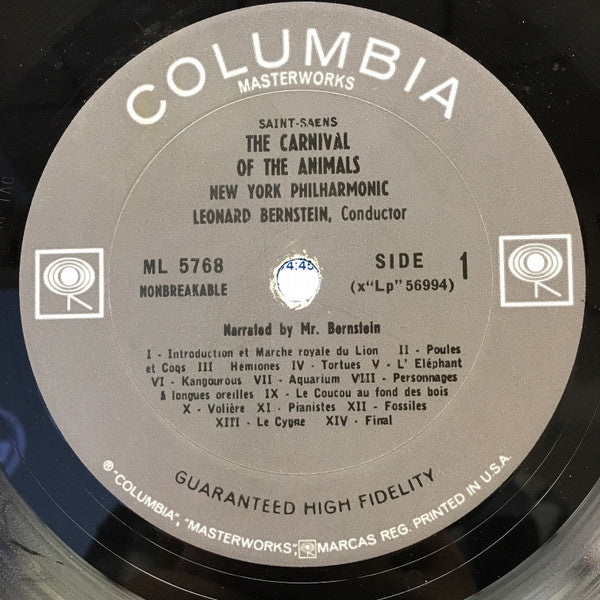 COLUMBIA
MASTERWORKS
SAINT-SAENS
THE CARNIVAL
OF THE ANIMALS
NEW YORK PHILHARMONIC
LEONARD BERNSTEIN, Conductor
ML 5768
NONBREAKABLE
SIDE 1
(x"Lp" 56994)
Narrated by Mr. Bernstein
I - Introduction et Marche royale du Lion II - Poules
et Coqs III Hemiones IV - Tortues V - L' Eléphant
VI - Kangourous VII - Aquarium VIII - Personnages
à longues oreilles IX - Le Coucou au fond des bois
X - Volière XI - Pianistes XII - Fossiles
XIII - Le Cygne XIV - Final
GUARANTEED HIGH FIDELITY
® "COLUMBIA", "MASTERWORKS", MARCAS REG. PRINTED IN U.S.A.